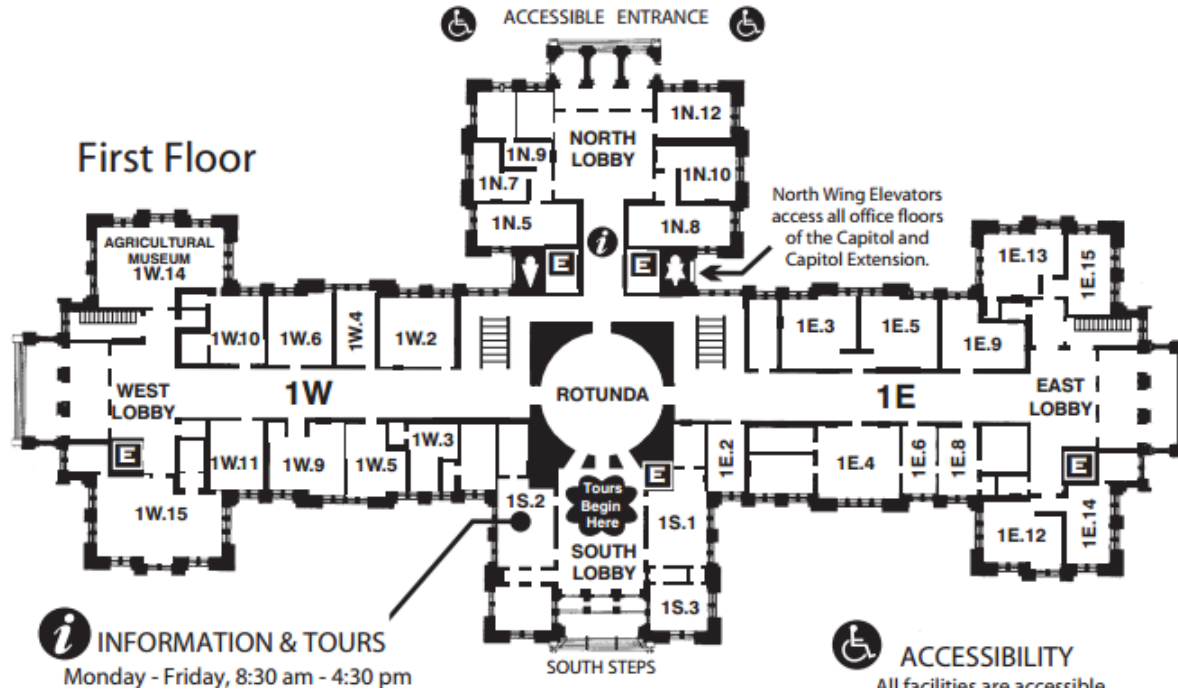 ACCESSIBLE ENTRANCE
First Floor
1N.12
NORTH
LOBBY
1N.9
1N.7
1N.10
1N.5
1N.8
i
North Wing Elevators
access all office floors
of the Capitol and
Capitol Extension.
E
E
AGRICULTURAL
MUSEUM
1W.14
1E.13
1E.15
1W.10
1W.6
1W.4
1W.2
1E.3
1E.5
1E.9
WEST
LOBBY
1W
ROTUNDA
1E
EAST
LOBBY
E
1W.11
1W.9
1W.5
1W.3
1E.2
1E.4
1E.6
1E.8
E
E
1W.15
1S.2
Tours
Begin
Here
1S.1
1E.12
1E.14
SOUTH
LOBBY
1S.3
SOUTH STEPS
i INFORMATION & TOURS
Monday - Friday, 8:30 am - 4:30 pm
ACCESSIBILITY
All facilities are accessible